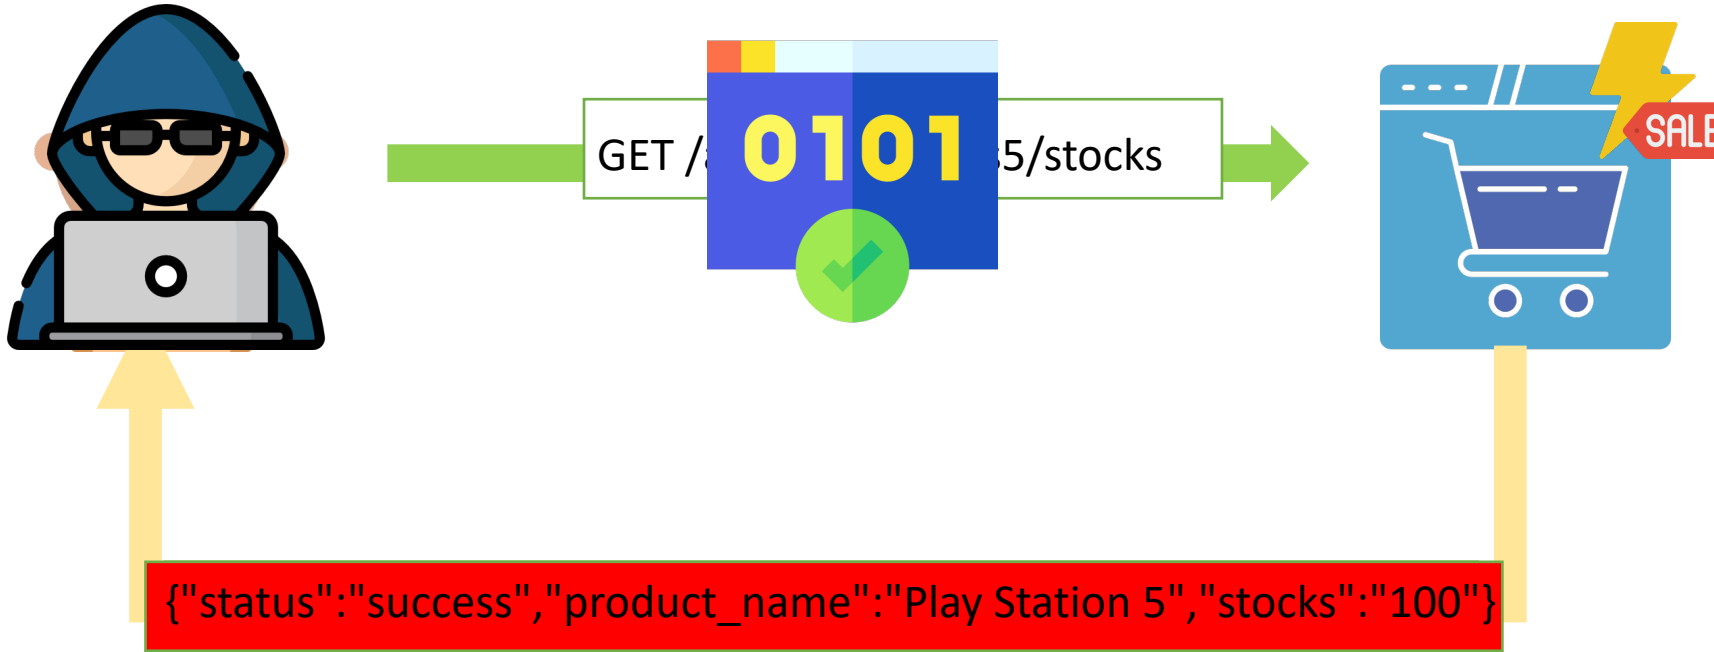 GET /
0101
5/stocks
SALE
{"status":"success","product_name":"Play Station 5","stocks":"100"}